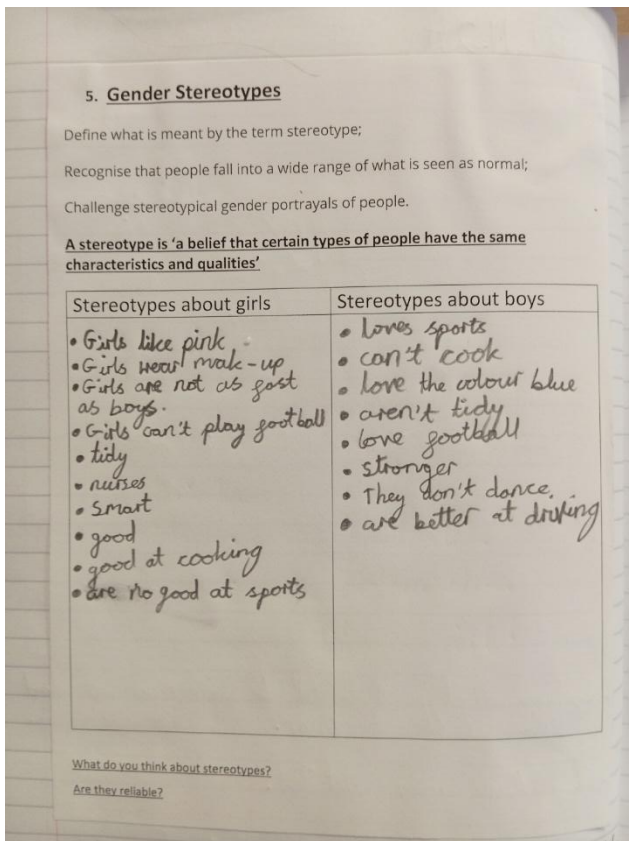 5. Gender Stereotypes
Define what is meant by the term stereotype;
Recognise that people fall into a wide range of what is seen as normal;
Challenge stereotypical gender portrayals of people.
A stereotype is ‘a belief that certain types of people have the same
characteristics and qualities’
Stereotypes about girls
• Girls like pink
• Girls wear make-up
• Girls are not as fast
as boys.
• Girls can't play football
• tidy
• nurses
• Smart
• good
• good at cooking
• are no good at sports
Stereotypes about boys
• loves sports
• can't cook
• love the colour blue
• aren't tidy
• love football
• stronger
• They don't dance.
• are better at driving
What do you think about stereotypes?
Are they reliable?